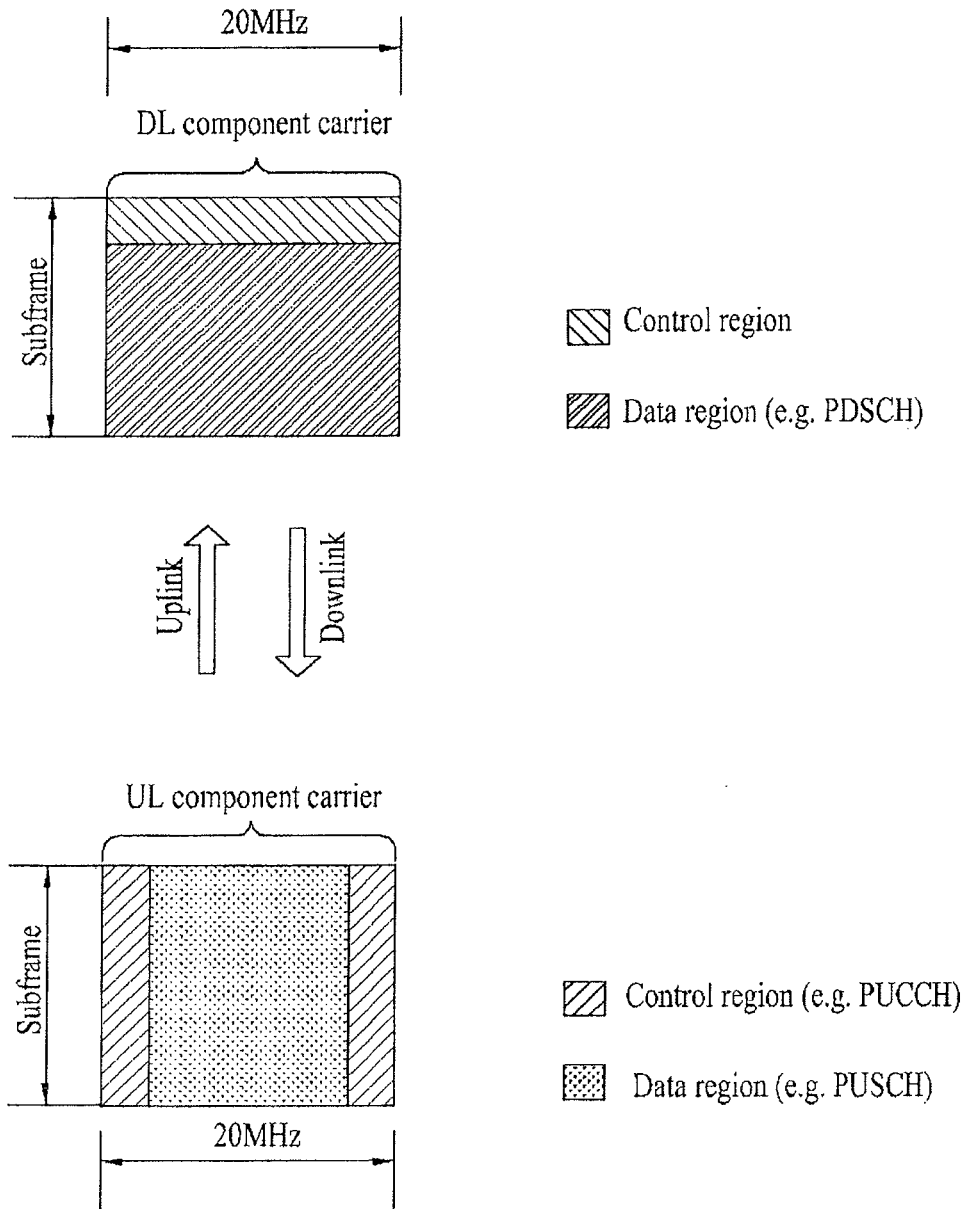 20MHz
DL component carrier
Subframe
Control region
Data region (e.g. PDSCH)
Uplink
Downlink
UL component carrier
Subframe
Control region (e.g. PUCCH)
Data region (e.g. PUSCH)
20MHz